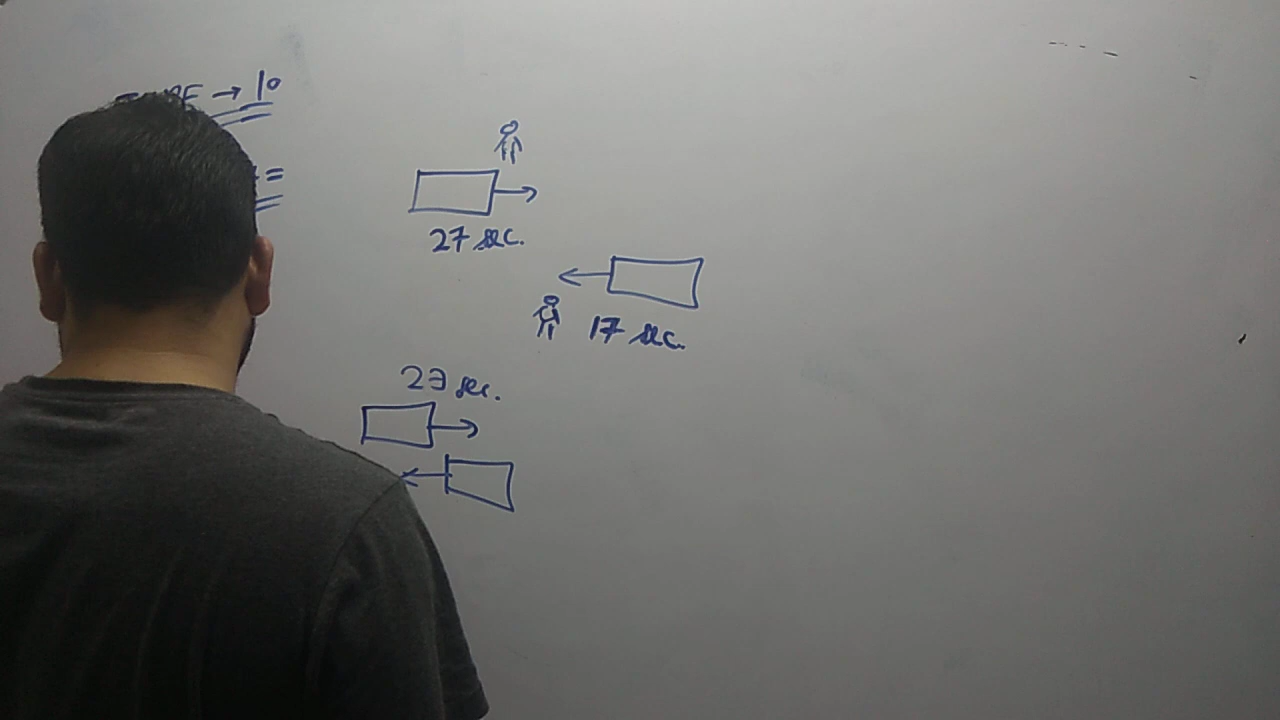 → 10
=
27 sec.
17 sec.
23 sec.